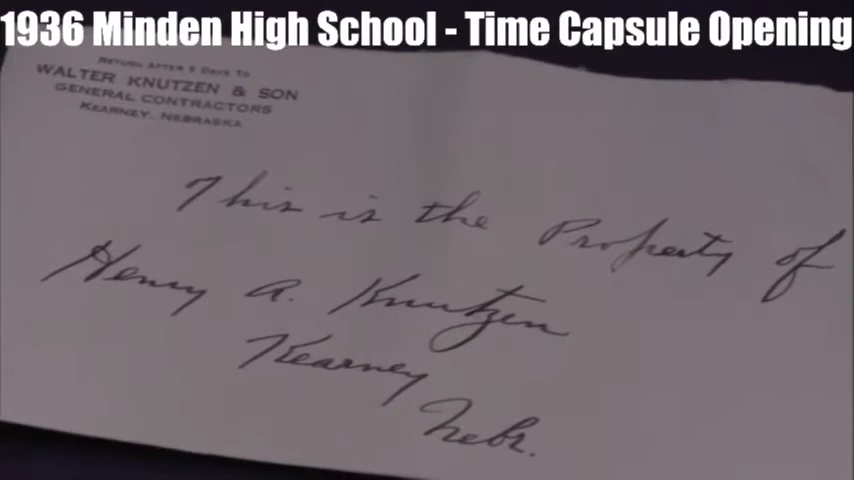 1936 Minden High School - Time Capsule Opening
RETURN AFTER 5 DAYS TO
WALTER KNUTZEN & SON
GENERAL CONTRACTORS
KEARNEY, NEBRASKA
This is the Property of
Henry A. Knutzen
Kearney
Nebr.